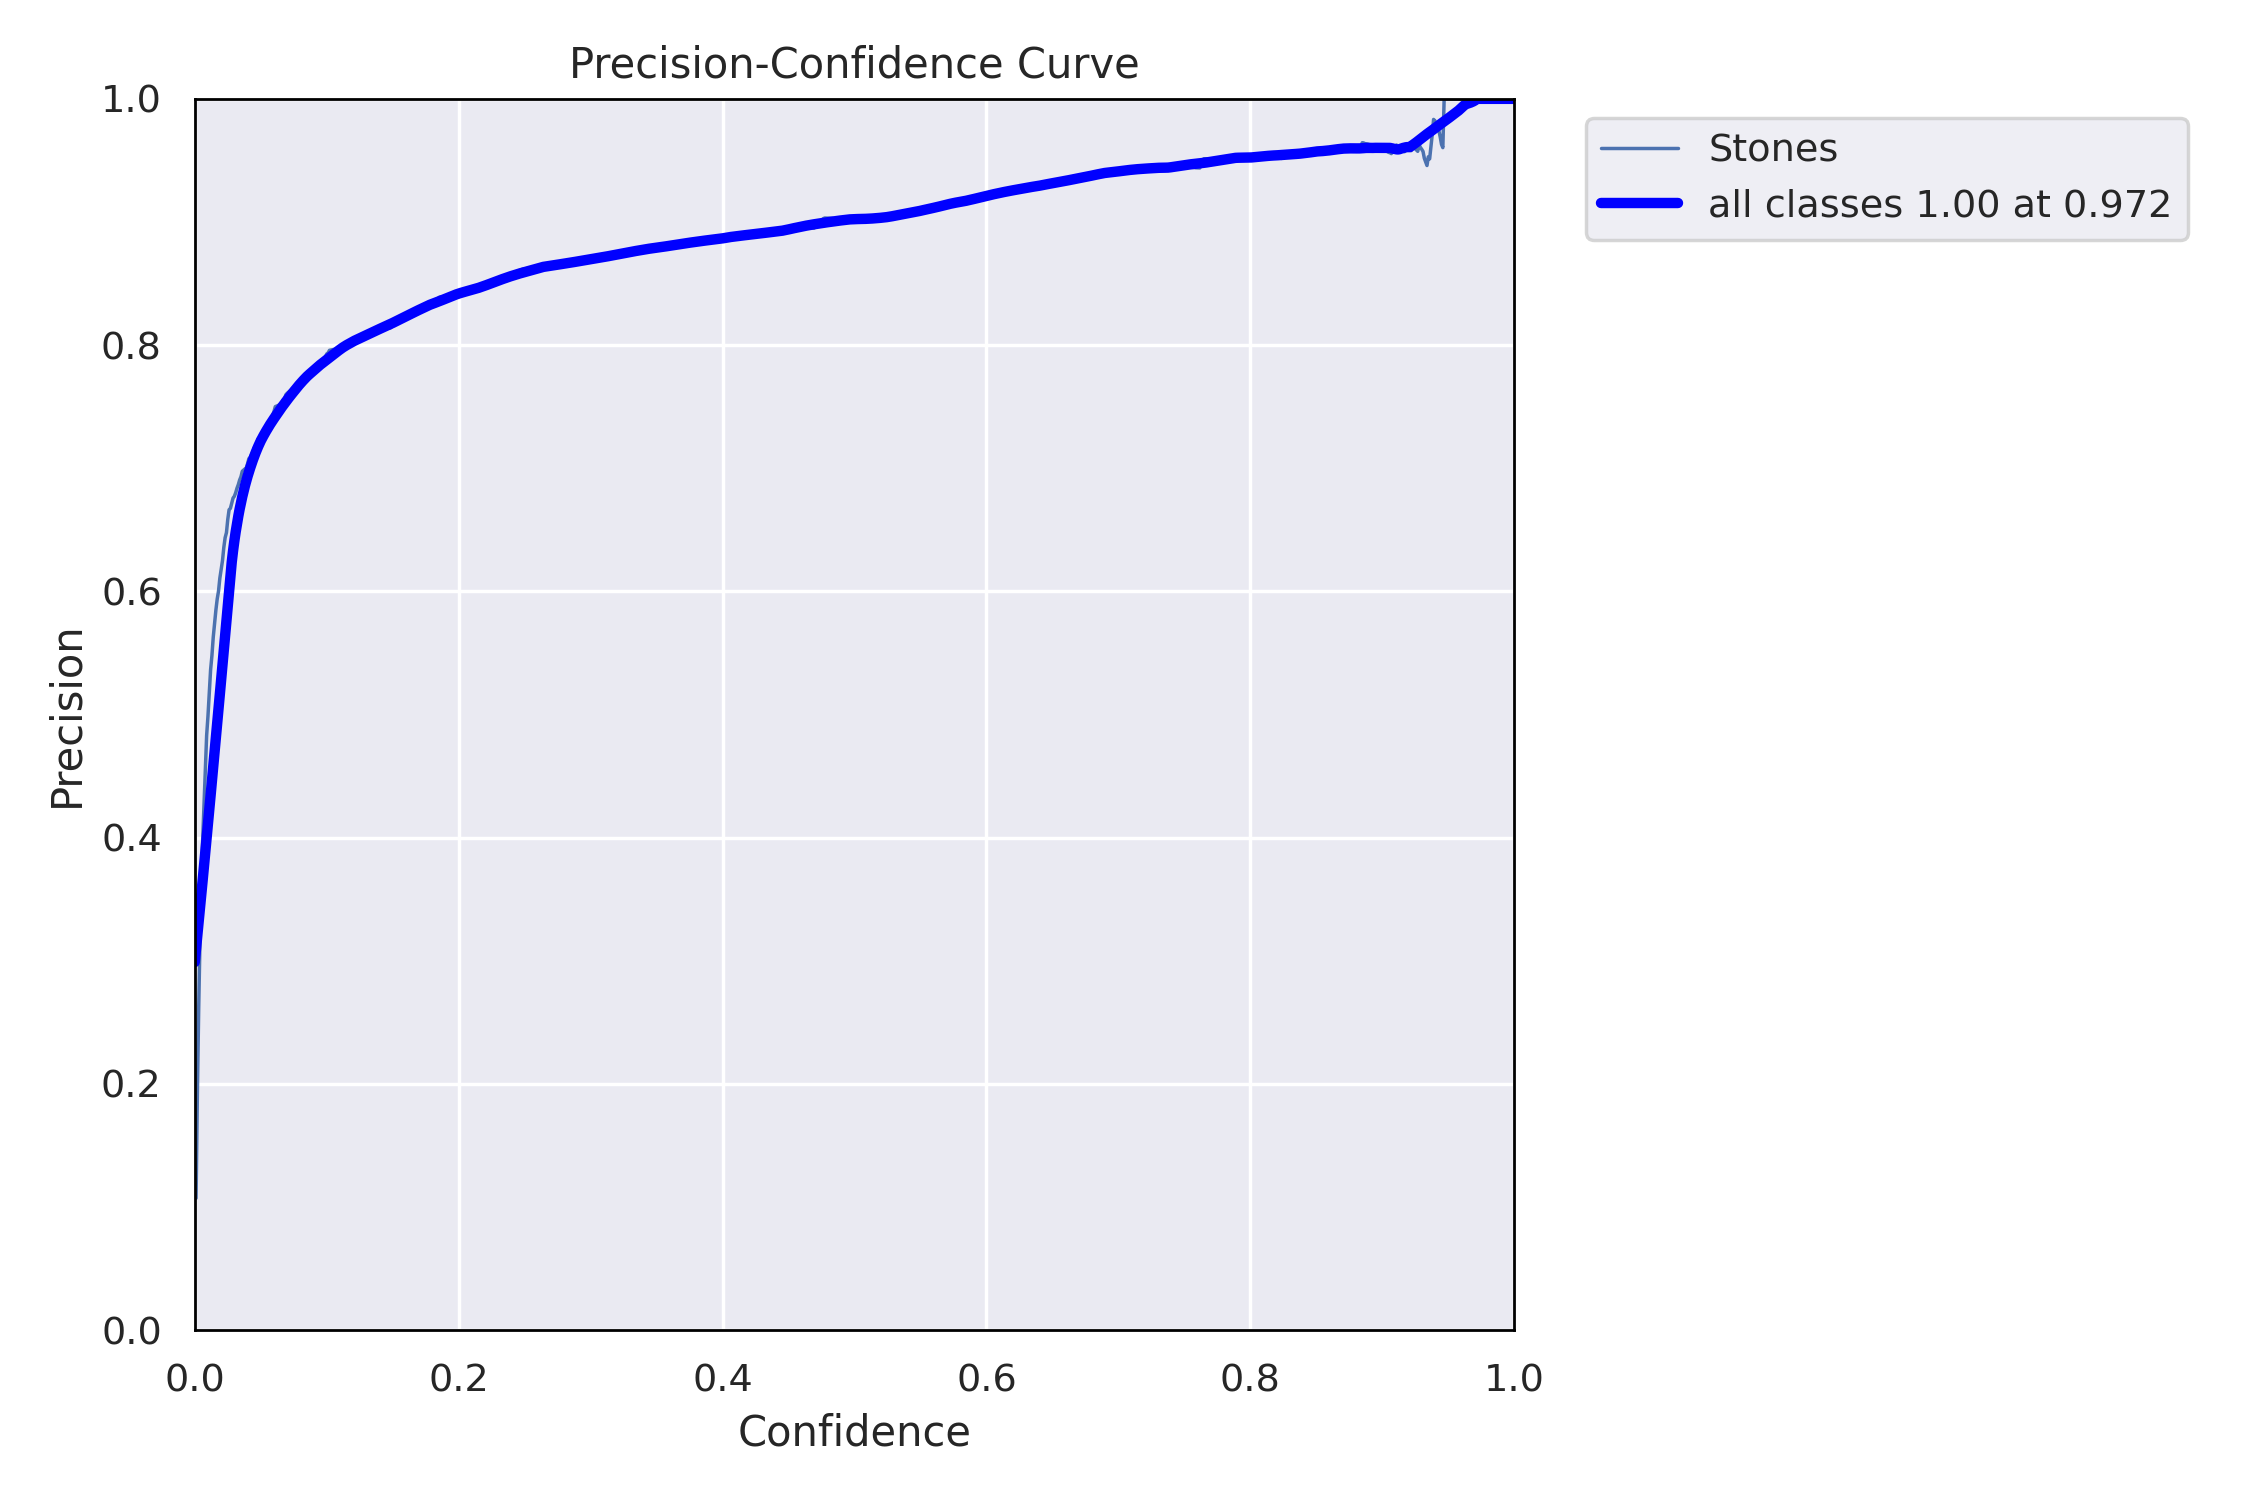 Precision-Confidence Curve
1.0
0.8
0.6
0.4
0.2
0.0
Precision
0.0 0.2 0.4 0.6 0.8 1.0
Confidence
Stones
all classes 1.00 at 0.972